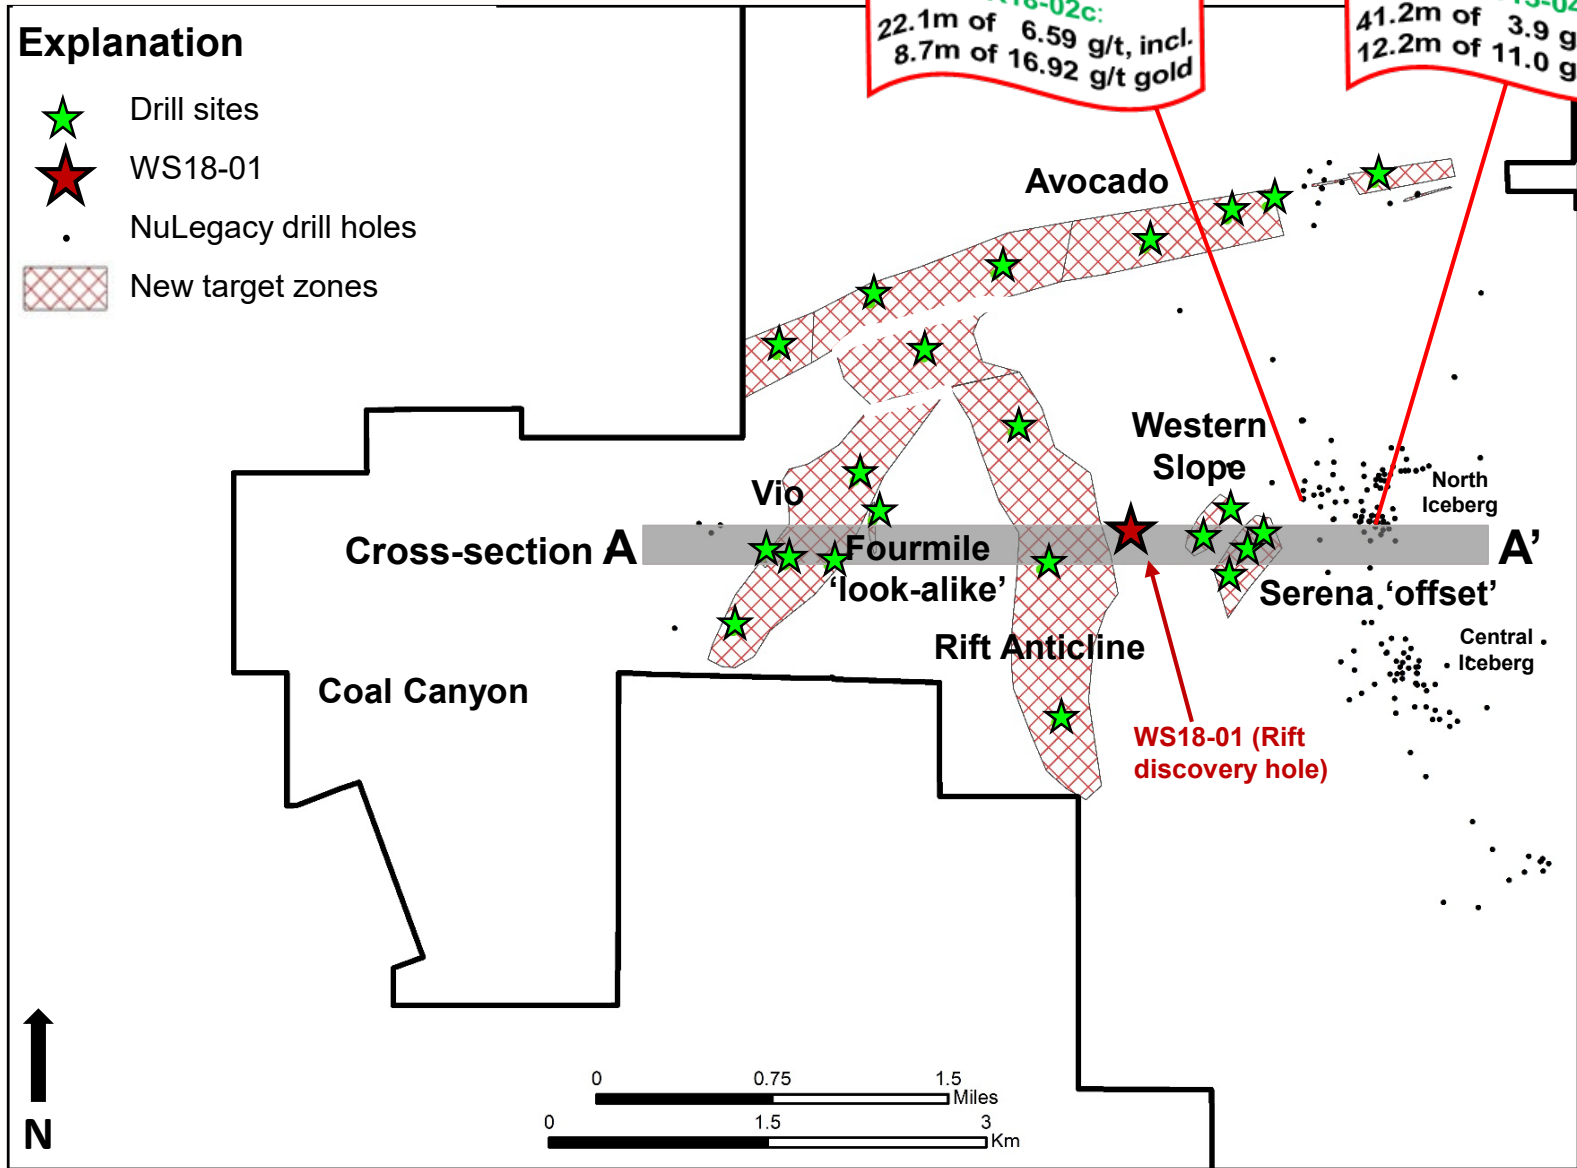 Explanation
Drill sites
WS18-01
NuLegacy drill holes
New target zones
18-02c:
22.1m of 6.59 g/t, incl.
8.7m of 16.92 g/t gold
41.2m of 3.9 g
12.2m of 11.0 g
Avocado
Western
Slope
North
Iceberg
Vio
Cross-section A
A’
Fourmile
‘look-alike’
Serena ‘offset’
Rift Anticline
Central
Iceberg
Coal Canyon
WS18-01 (Rift
discovery hole)
N
0 0.75 1.5
Miles
0 1.5 3
Km